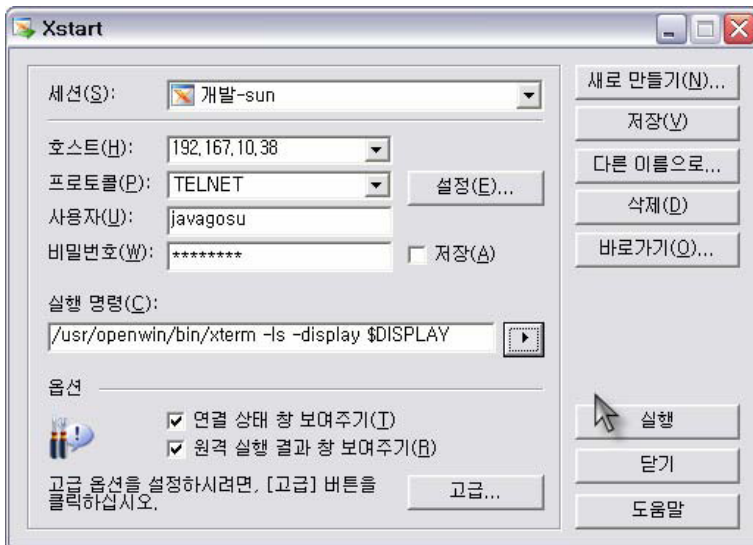 Xstart
세션(S):
개발-sun
호스트(H):
192,167,10,38
프로토콜(P):
TELNET
설정(E)...
사용자(U):
javagosu
비밀번호(W):
********
저장(A)
실행 명령(C):
/usr/openwin/bin/xterm -ls -display $DISPLAY
옵션
연결 상태 창 보여주기(T)
원격 실행 결과 창 보여주기(R)
고급 옵션을 설정하시려면, [고급] 버튼을
클릭하십시오.
고급...
새로 만들기(N)...
저장(V)
다른 이름으로...
삭제(D)
바로가기(O)...
실행
닫기
도움말